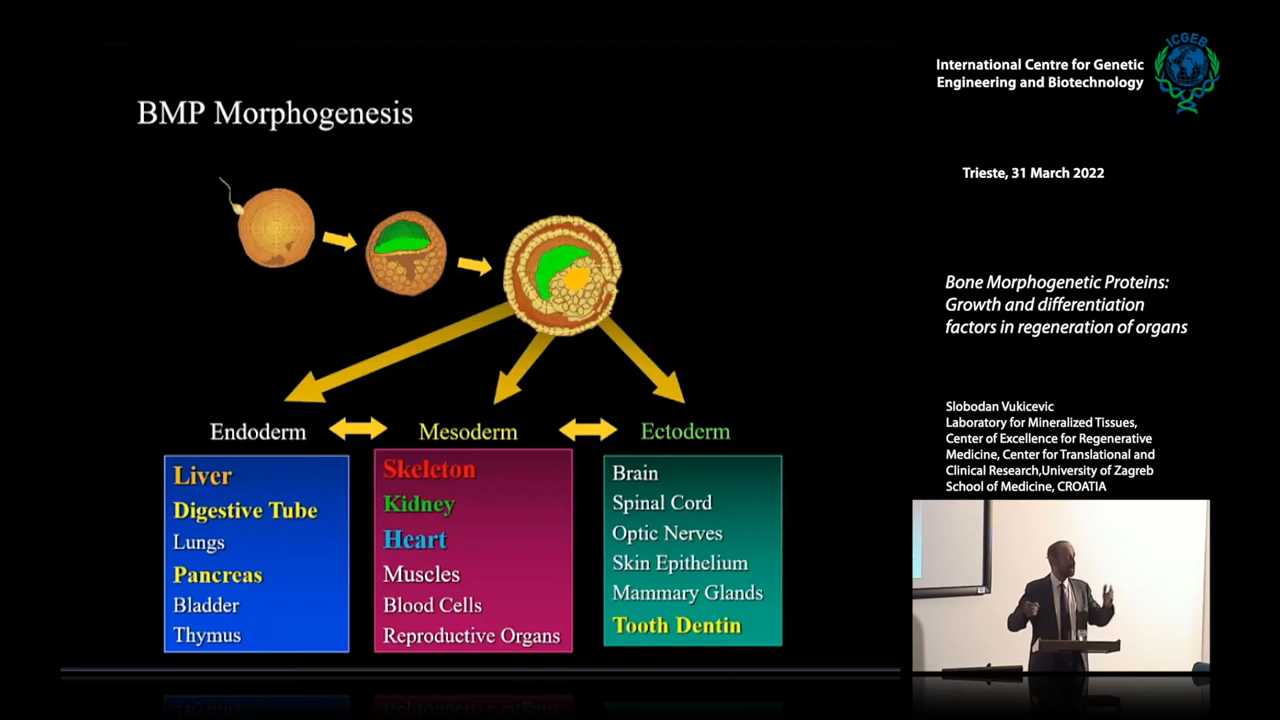 BMP Morphogenesis
Endoderm
Mesoderm
Ectoderm
Liver
Digestive Tube
Lungs
Pancreas
Bladder
Thymus
Skeleton
Kidney
Heart
Muscles
Blood Cells
Reproductive Organs
Brain
Spinal Cord
Optic Nerves
Skin Epithelium
Mammary Glands
Tooth Dentin
International Centre for Genetic
Engineering and Biotechnology
ICGEB
Trieste, 31 March 2022
Bone Morphogenetic Proteins:
Growth and differentiation
factors in regeneration of organs
Slobodan Vukicevic
Laboratory for Mineralized Tissues,
Center of Excellence for Regenerative
Medicine, Center for Translational and
Clinical Research,University of Zagreb
School of Medicine, CROATIA